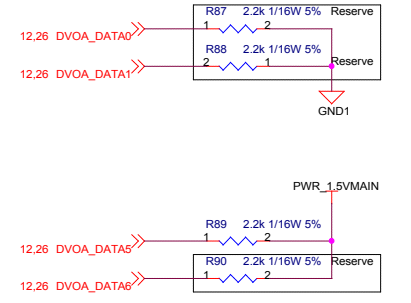 R87 2.2k 1/16W 5% Reserve
1 2
12,26 DVOA_DATA0
R88 2.2k 1/16W 5%
2 1 Reserve
12,26 DVOA_DATA1
GND1
PWR_1.5VMAIN
R89 2.2k 1/16W 5%
1 2
12,26 DVOA_DATA5
R90 2.2k 1/16W 5% Reserve
1 2
12,26 DVOA_DATA6